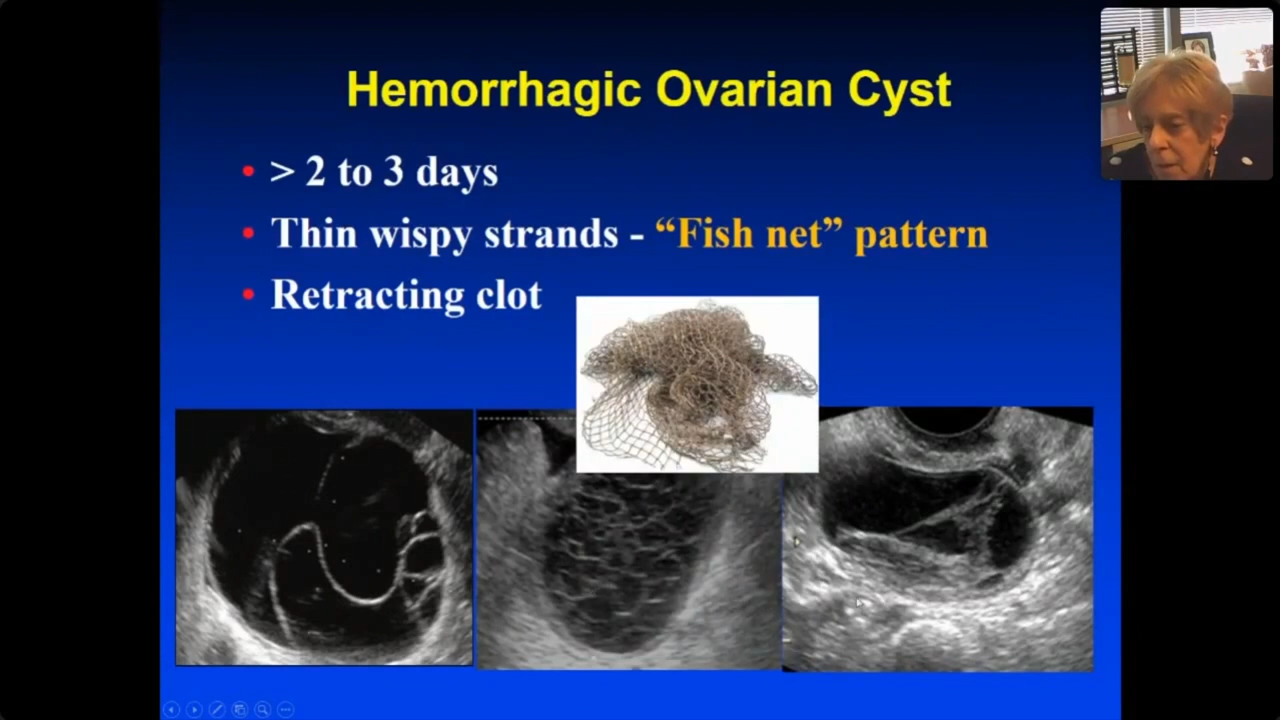 Hemorrhagic Ovarian Cyst
• > 2 to 3 days
• Thin wispy strands - “Fish net” pattern
• Retracting clot